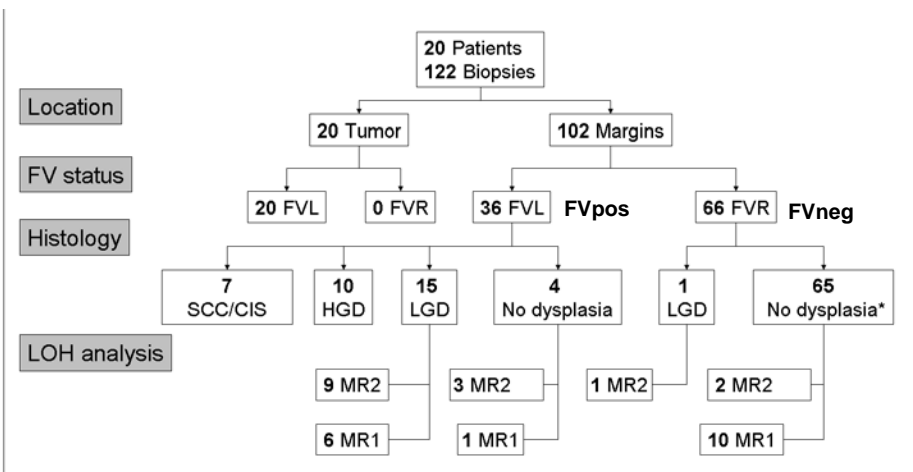 20 Patients
122 Biopsies
Location
20 Tumor
102 Margins
FV status
20 FVL
0 FVR
36 FVL
FVpos
66 FVR
FVneg
Histology
7
SCC/CIS
10
HGD
15
LGD
4
No dysplasia
1
LGD
65
No dysplasia*
LOH analysis
9 MR2
3 MR2
1 MR2
2 MR2
6 MR1
1 MR1
10 MR1